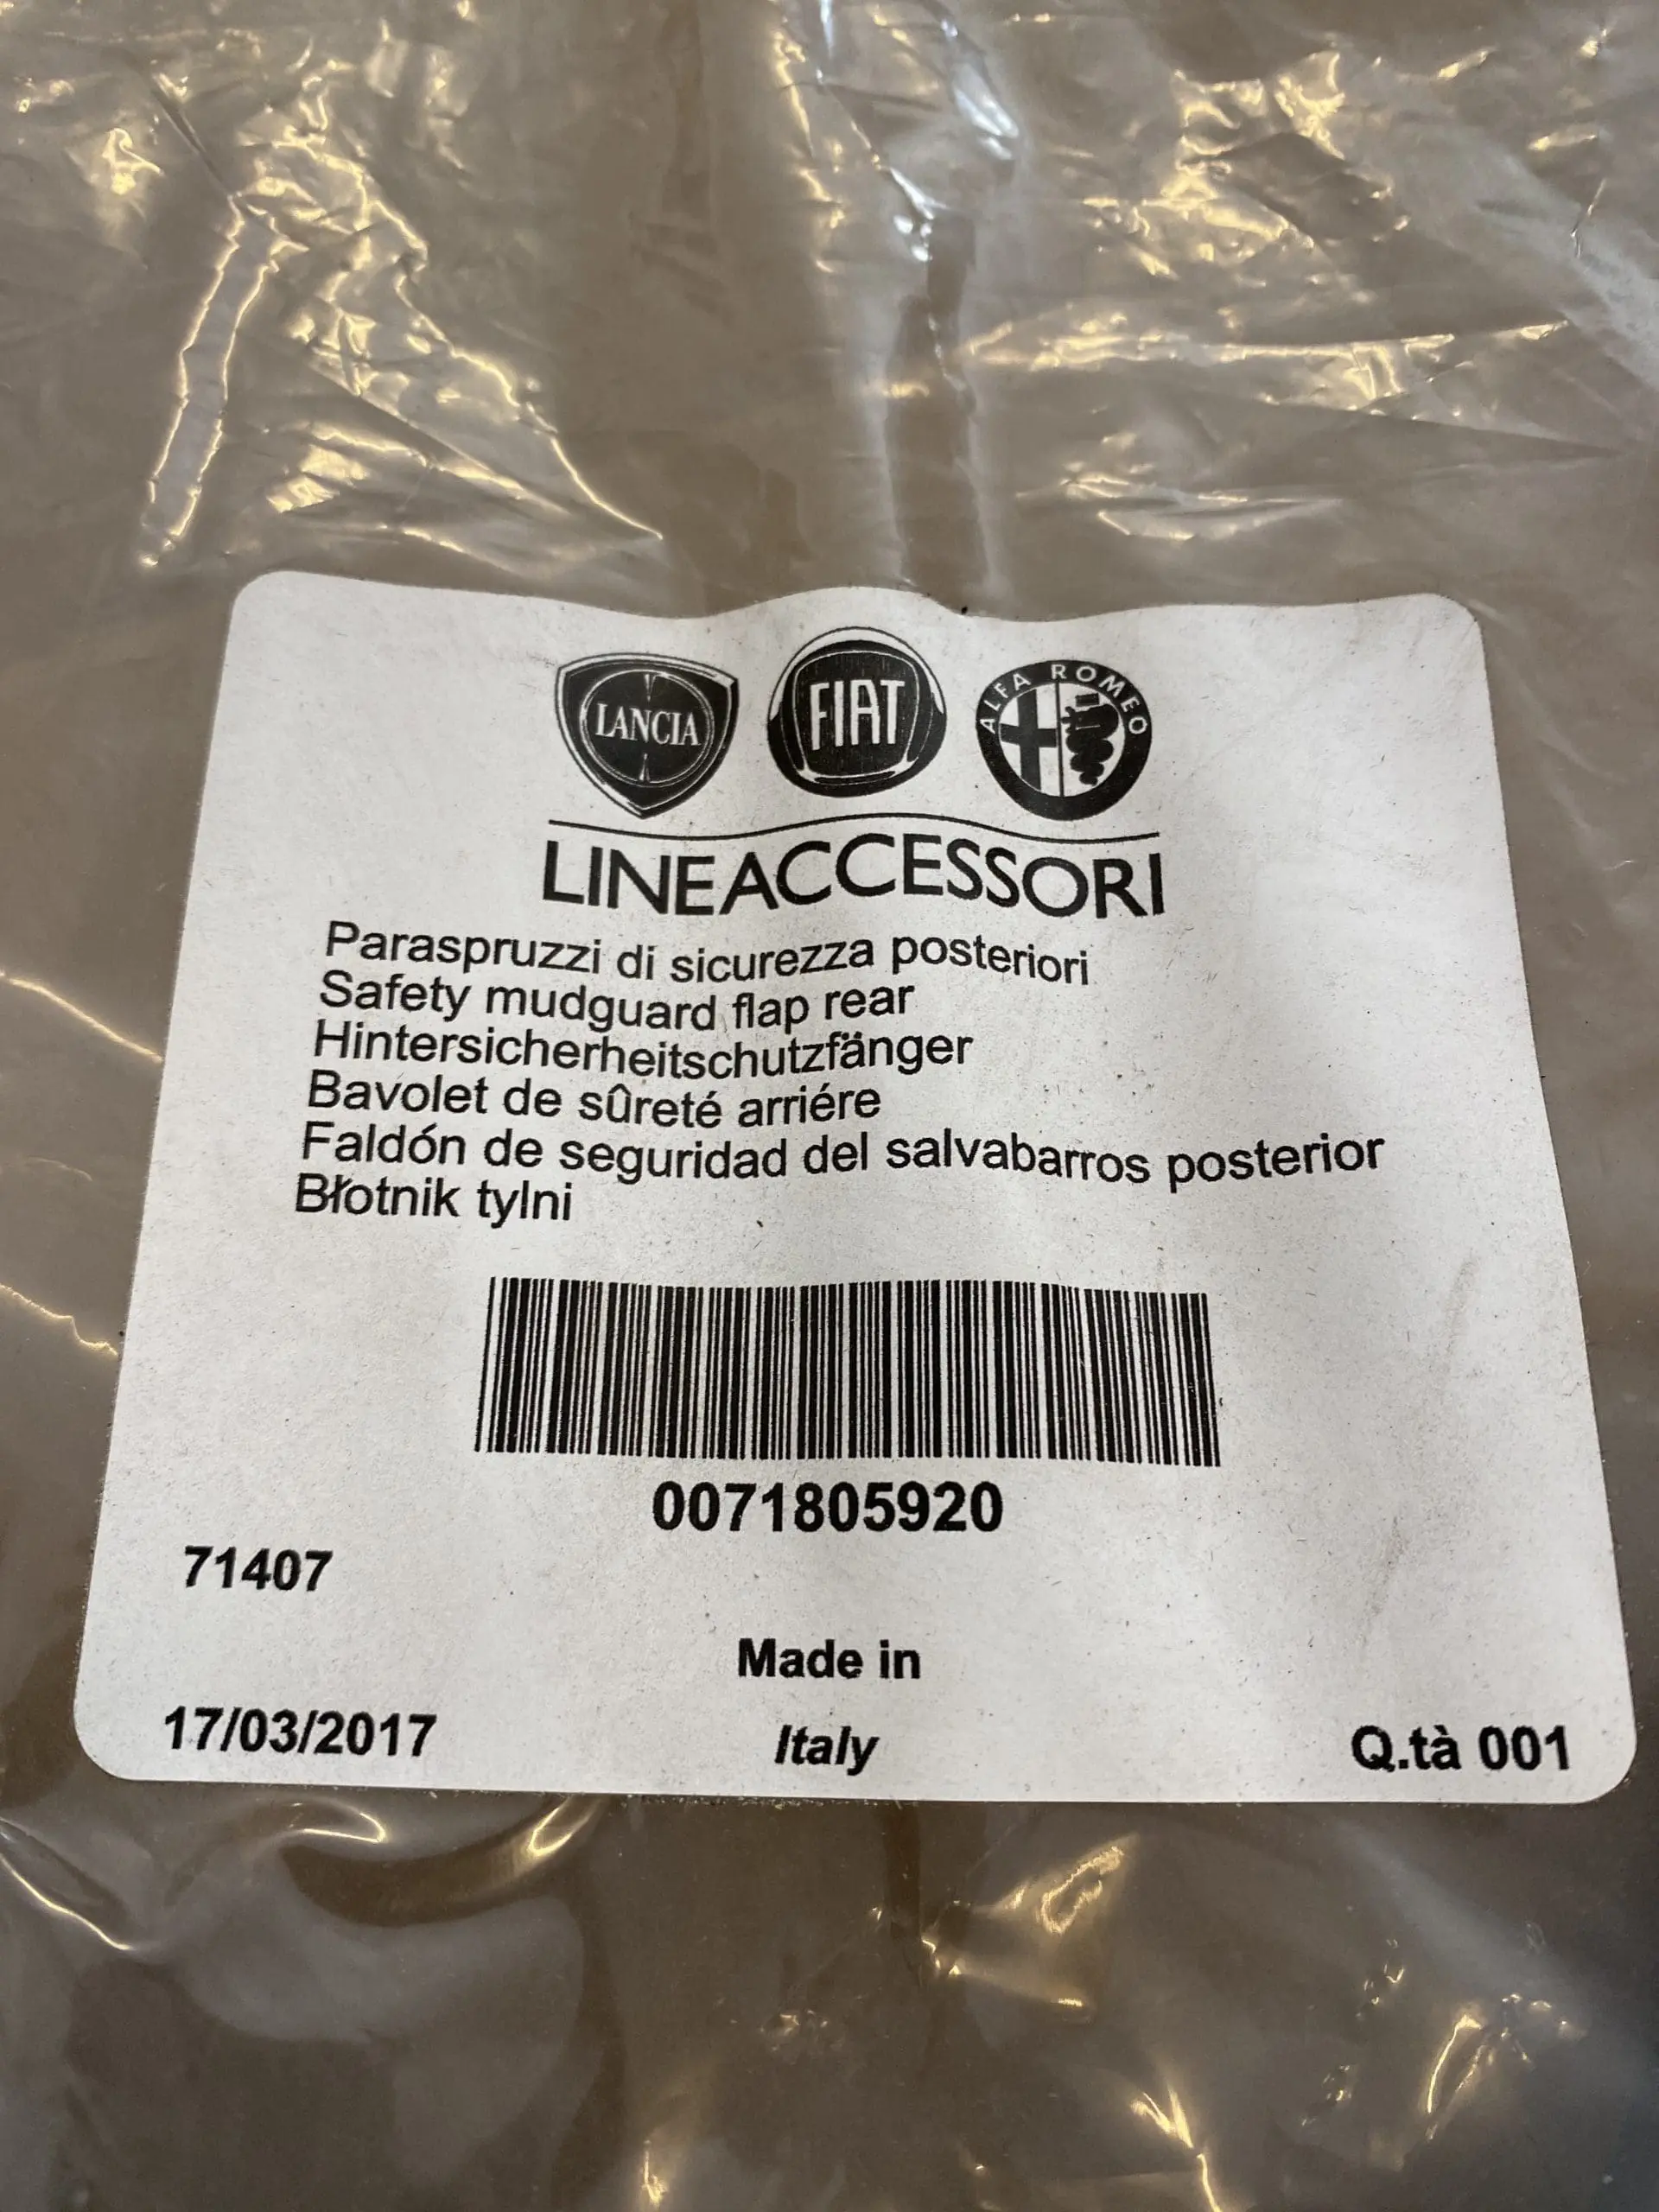 LANCIA
FIAT
ALFA ROMEO
LINEACCESSORI
Paraspruzzi di sicurezza posteriori
Safety mudguard flap rear
Hintersicherheitschutzfänger
Bavolet de sûreté arriére
Faldón de seguridad del salvabarros posterior
Błotnik tylni
0071805920
71407
Made in
17/03/2017 Italy Q.tà 001